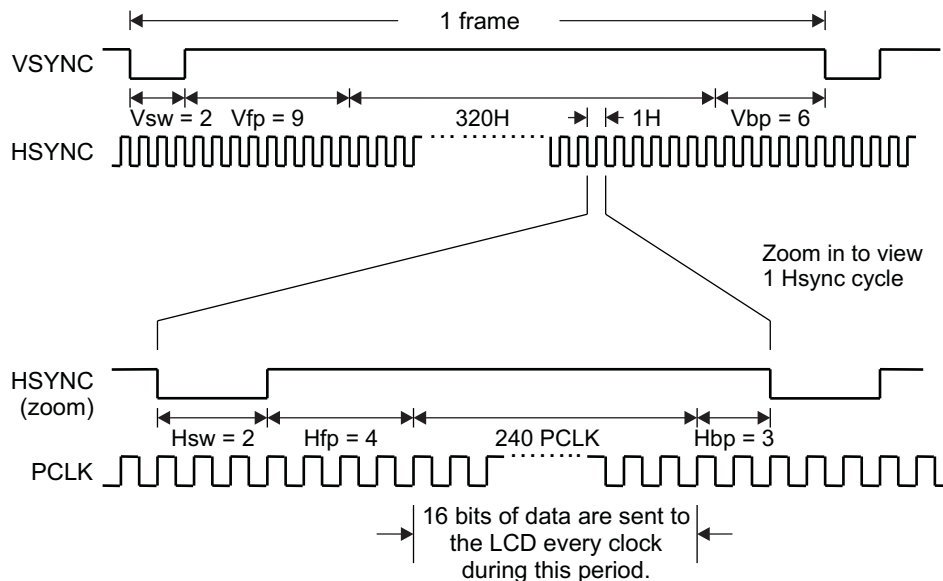 1 frame
VSYNC
Vsw = 2
Vfp = 9
320H
1H
Vbp = 6
HSYNC
Zoom in to view
1 Hsync cycle
HSYNC
(zoom)
Hsw = 2
Hfp = 4
240 PCLK
Hbp = 3
PCLK
16 bits of data are sent to
the LCD every clock
during this period.